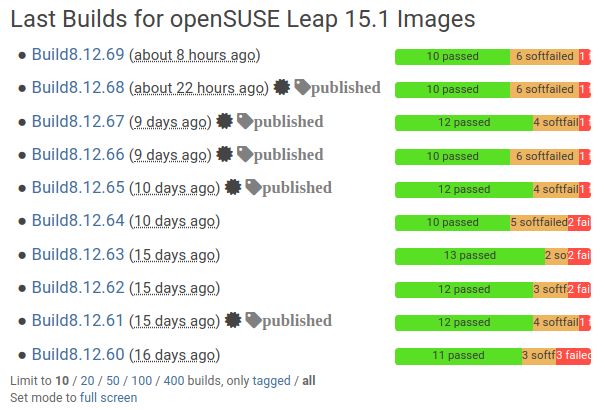 Last Builds for openSUSE Leap 15.1 Images
Build8.12.69 (about 8 hours ago) 10 passed 6 softfailed 1
Build8.12.68 (about 22 hours ago) published 10 passed 6 softfailed 1
Build8.12.67 (9 days ago) published 12 passed 4 softfail 1
Build8.12.66 (9 days ago) published 10 passed 6 softfailed 1
Build8.12.65 (10 days ago) published 12 passed 4 softfail 1
Build8.12.64 (10 days ago) 10 passed 5 softfailed 2 fai
Build8.12.63 (15 days ago) 13 passed 2 so 2 fai
Build8.12.62 (15 days ago) 12 passed 3 softf 2 fai
Build8.12.61 (15 days ago) published 12 passed 4 softfail 1
Build8.12.60 (16 days ago) 11 passed 3 softf 3 failed
Limit to 10 / 20 / 50 / 100 / 400 builds, only tagged / all
Set mode to full screen